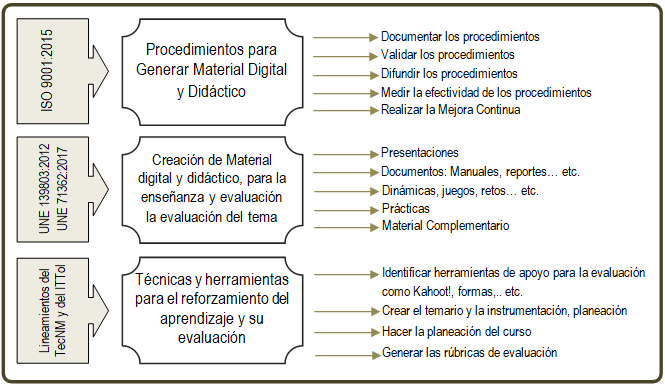 ISO 9001:2015
Procedimientos para
Generar Material Digital
y Didáctico
Documentar los procedimientos
Validar los procedimientos
Difundir los procedimientos
Medir la efectividad de los procedimientos
Realizar la Mejora Continua
UNE 139803:2012
UNE 71362:2017
Creación de Material
digital y didáctico, para la
enseñanza y evaluación
la evaluación del tema
Presentaciones
Documentos: Manuales, reportes… etc.
Dinámicas, juegos, retos… etc.
Prácticas
Material Complementario
Lineamientos del
TecNM y del ITTol
Técnicas y herramientas
para el reforzamiento del
aprendizaje y su
evaluación
Identificar herramientas de apoyo para la evaluación
como Kahoot!, formas,.. etc.
Crear el temario y la instrumentación, planeación
Hacer la planeación del curso
Generar las rúbricas de evaluación